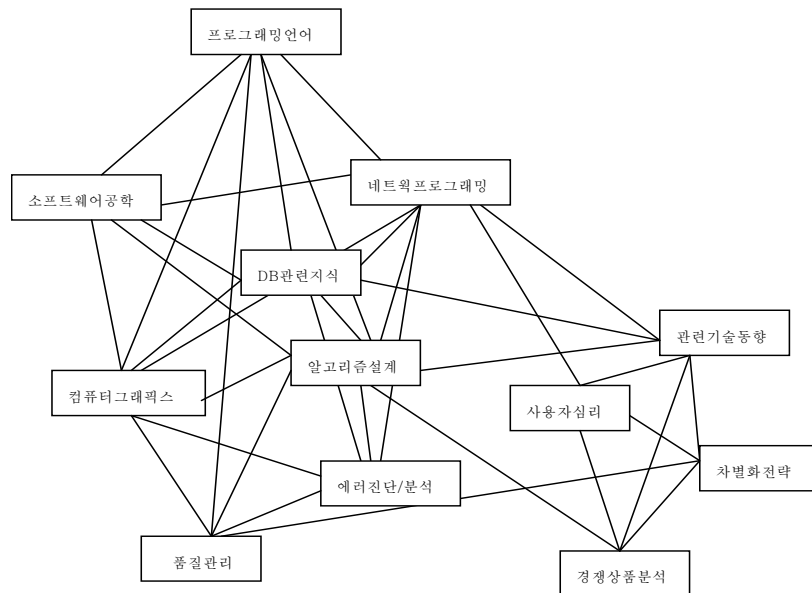 프로그래밍언어
네트웍프로그래밍
소프트웨어공학
DB관련지식
관련기술동향
알고리즘설계
컴퓨터그래픽스
사용자심리
차별화전략
에러진단/분석
품질관리
경쟁상품분석